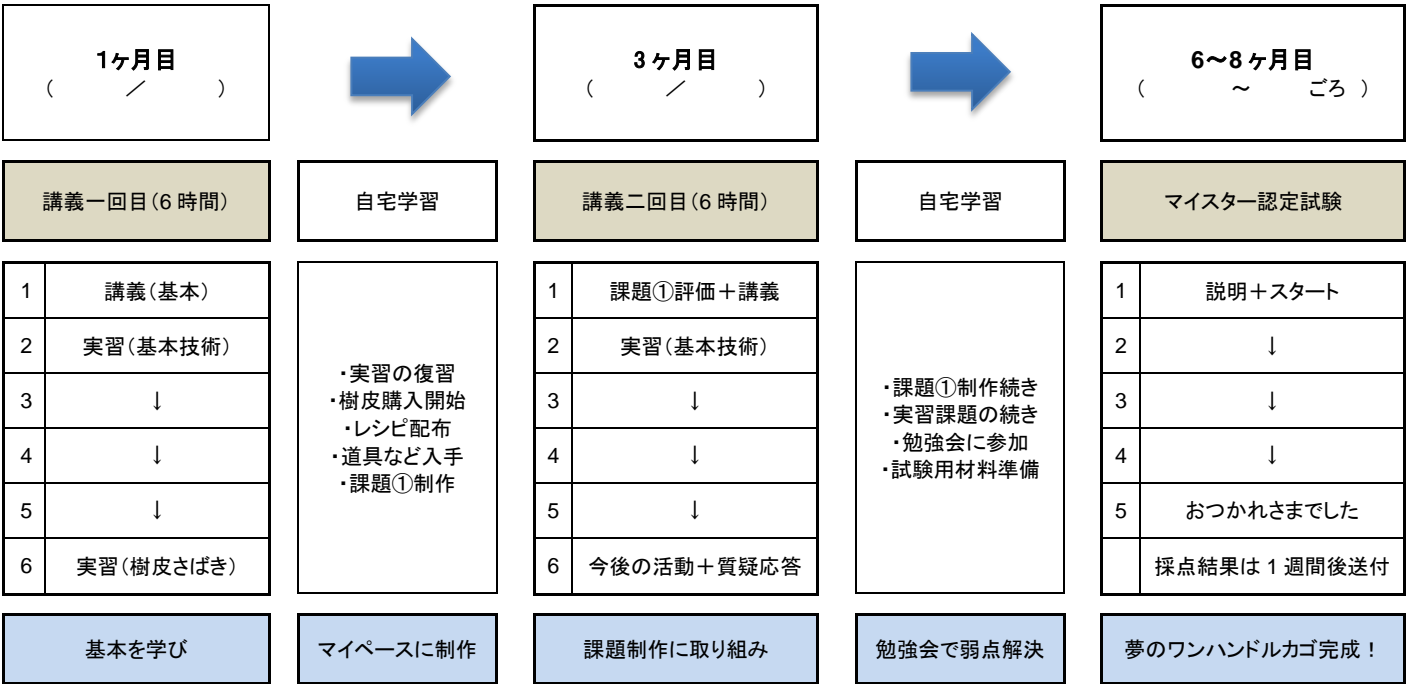 1ヶ月目
( ／ )
3ヶ月目
( ／ )
6～8ヶ月目
( ～ ごろ )
講義一回目(6時間)
自宅学習
講義二回目(6時間)
自宅学習
マイスター認定試験
1 講義(基本)
2 実習(基本技術)
3 ↓
4 ↓
5 ↓
6 実習(樹皮さばき)
・実習の復習
・樹皮購入開始
・レシピ配布
・道具など入手
・課題①制作
1 課題①評価＋講義
2 実習(基本技術)
3 ↓
4 ↓
5 ↓
6 今後の活動＋質疑応答
・課題①制作続き
・実習課題の続き
・勉強会に参加
・試験用材料準備
1 説明＋スタート
2 ↓
3 ↓
4 ↓
5 おつかれさまでした
採点結果は1週間後送付
基本を学び
マイペースに制作
課題制作に取り組み
勉強会で弱点解決
夢のワンハンドルカゴ完成！